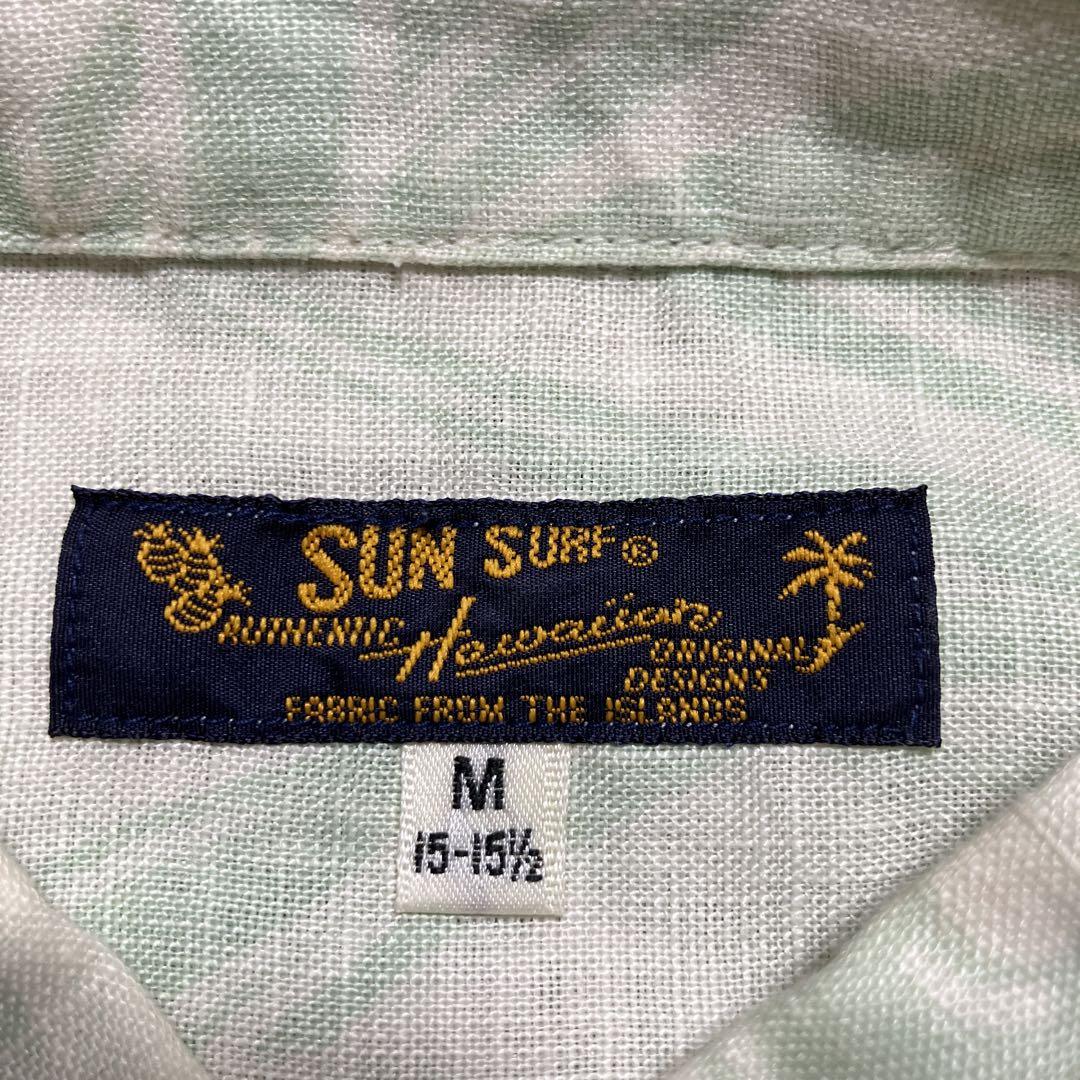 SUN SURF®
AUTHENTIC Hawaiian ORIGINAL
DESIGNS
FABRIC FROM THE ISLANDS
M
15-15½